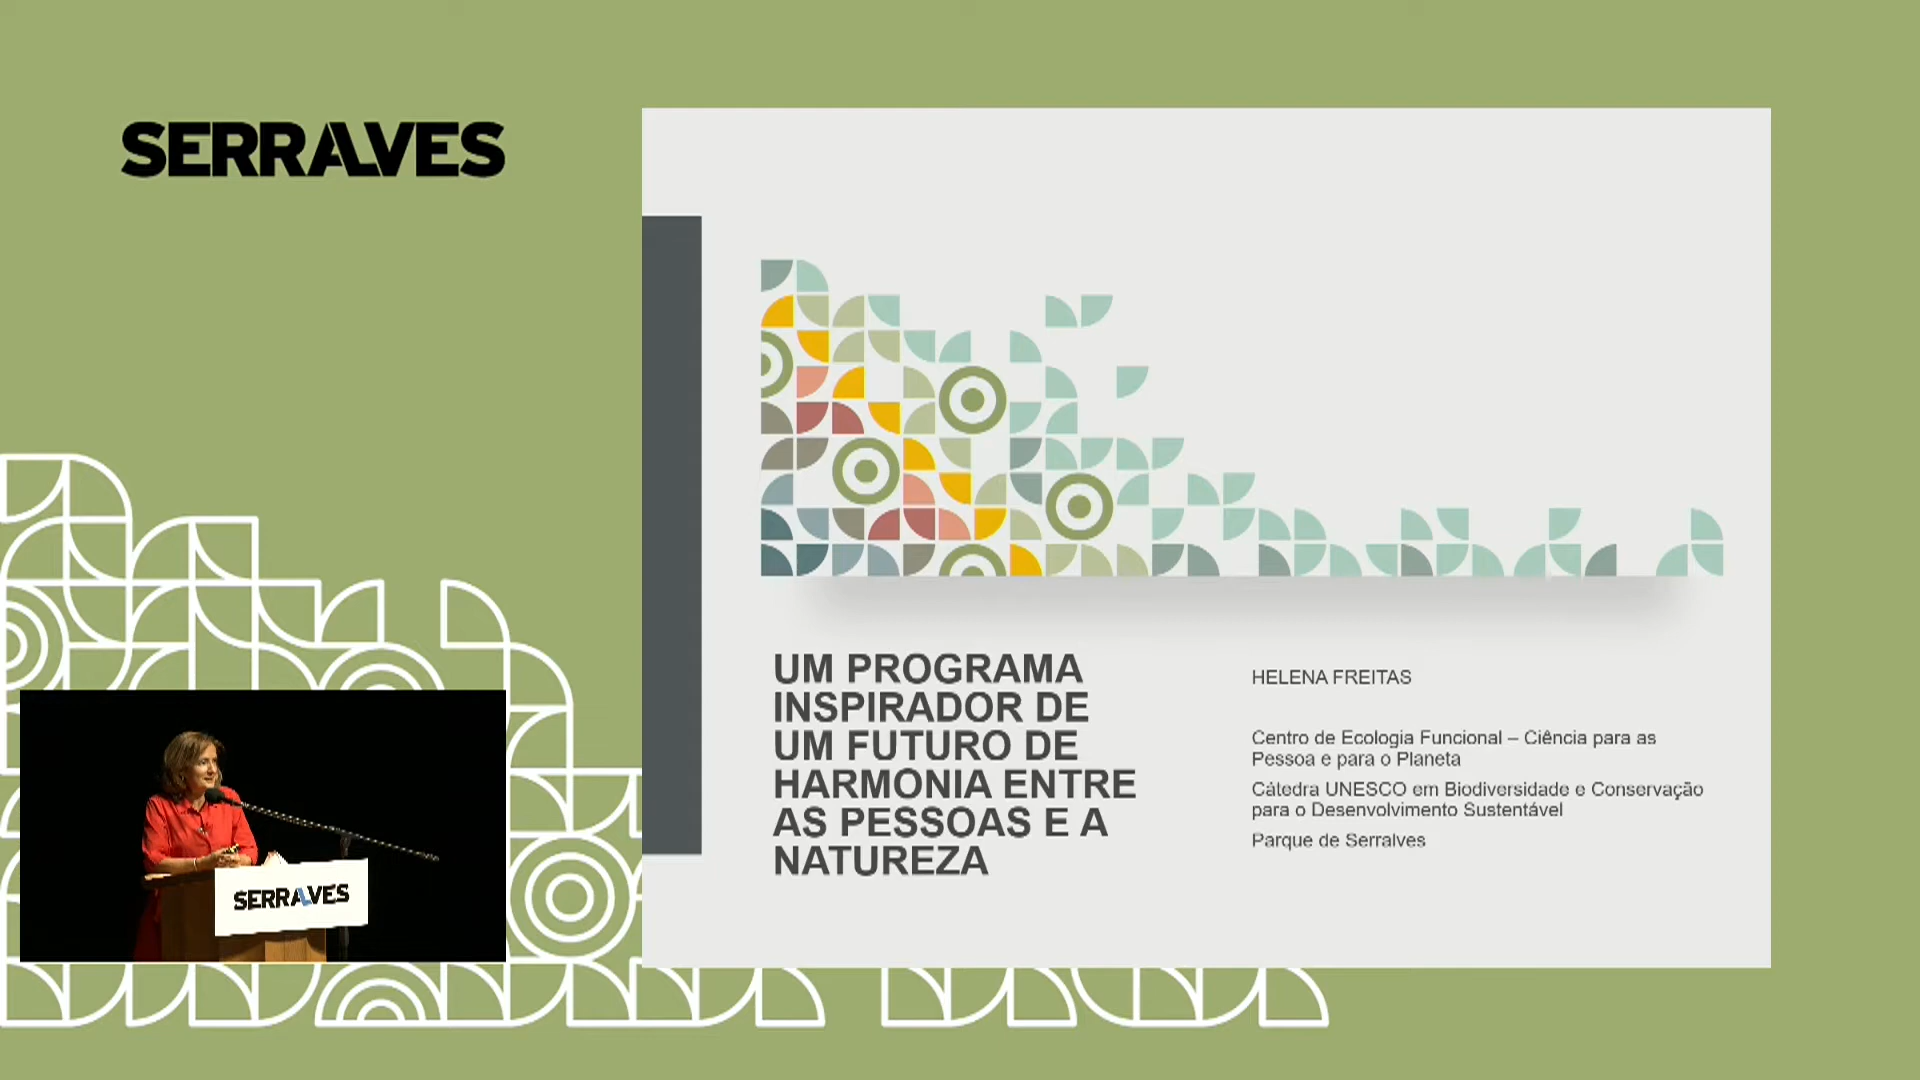 SERRALVES
UM PROGRAMA
INSPIRADOR DE
UM FUTURO DE
HARMONIA ENTRE
AS PESSOAS E A
NATUREZA
HELENA FREITAS
Centro de Ecologia Funcional – Ciência para as
Pessoa e para o Planeta
Cátedra UNESCO em Biodiversidade e Conservação
para o Desenvolvimento Sustentável
Parque de Serralves
SERRALVES